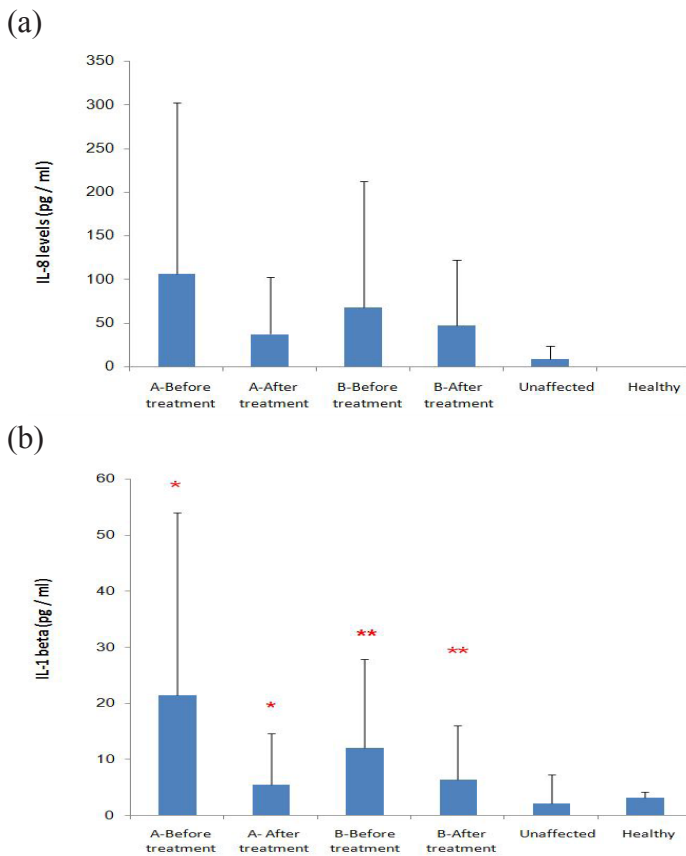 (a)
350
300
250
200
150
100
50
0
IL-8 levels (pg / ml)
A-Before treatment
A-After treatment
B-Before treatment
B-After treatment
Unaffected
Healthy
(b)
60
50
40
30
20
10
0
IL-1 beta (pg / ml)
*
*
**
**
A-Before treatment
A- After treatment
B-Before treatment
B-After treatment
Unaffected
Healthy